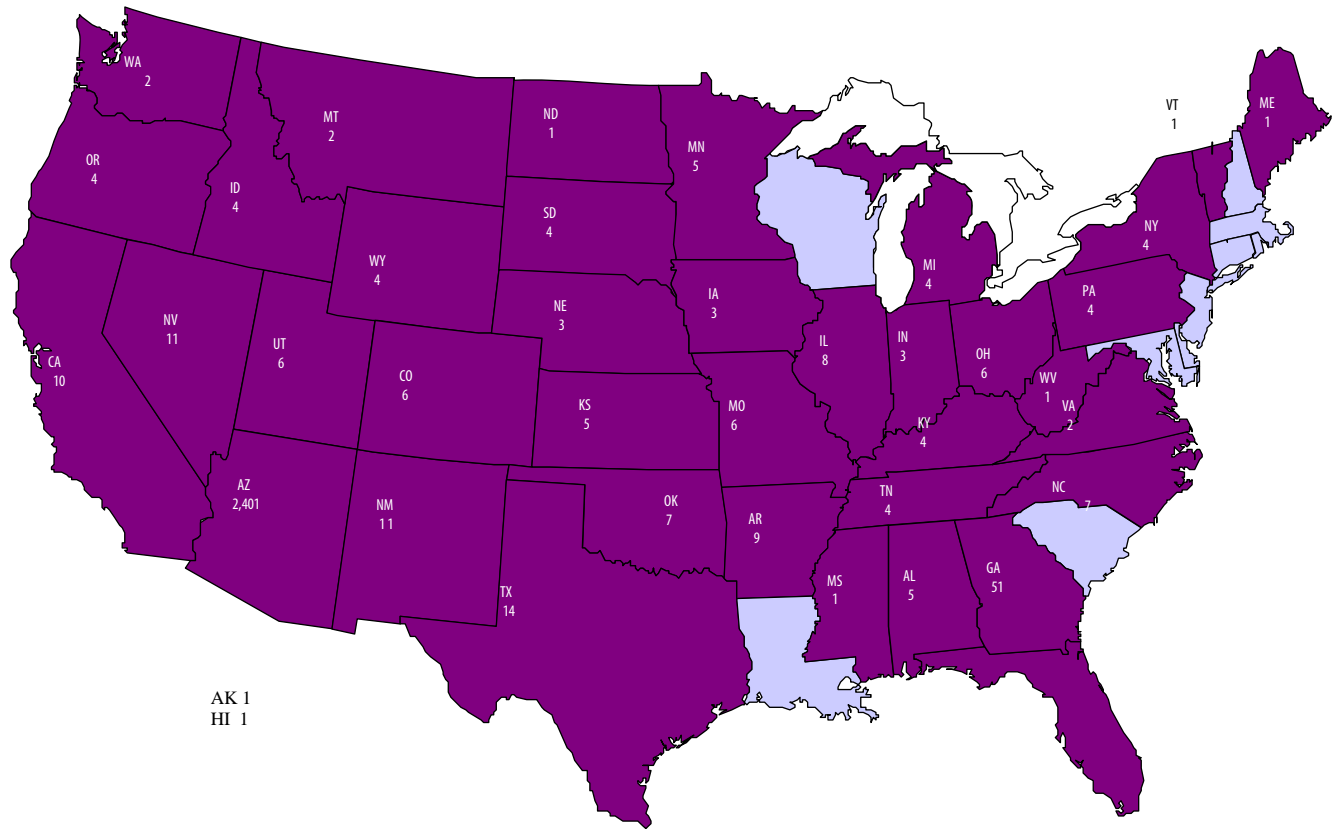 WA
2
MT
2
ND
1
MN
5
VT
1
ME
1
OR
4
ID
4
SD
4
NY
4
WY
4
MI
4
IA
3
PA
4
NE
3
NV
11
UT
6
IL
8
IN
3
OH
6
CA
10
CO
6
WV
1
VA
2
KS
5
MO
6
KY
4
AZ
2,401
NM
11
OK
7
AR
9
TN
4
NC
7
TX
14
MS
1
AL
5
GA
51
AK 1
HI 1